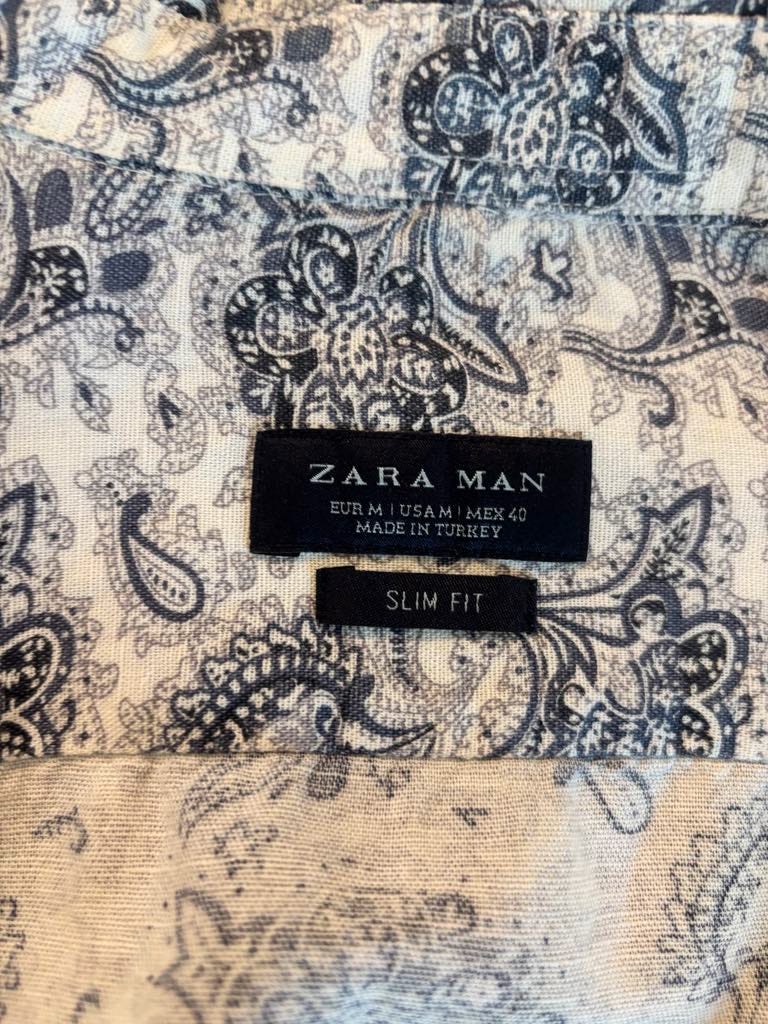 ZARA MAN
EUR M | USA M | MEX 40
MADE IN TURKEY
SLIM FIT